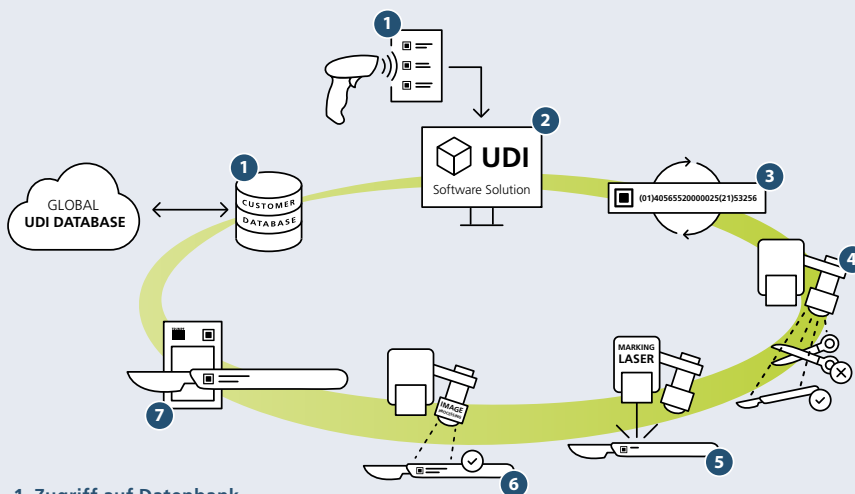 1
2
UDI
Software Solution
1
CUSTOMER
DATABASE
GLOBAL
UDI DATABASE
3
(01)40565520000025(21)53256
4
MARKING
LASER
5
IMAGE
PROCESSING
6
7
1. Zugriff auf Datenbank